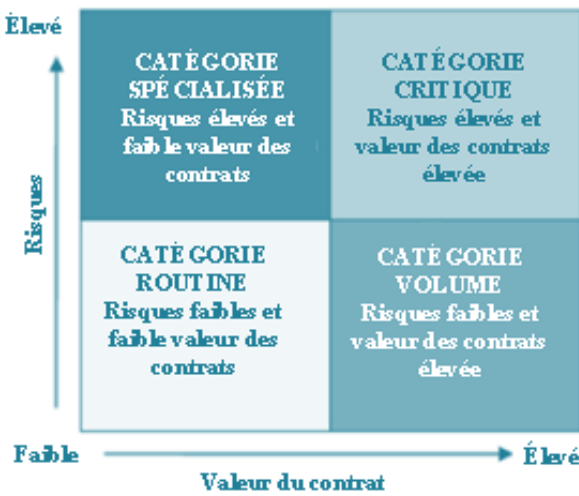 Élevé
CATÉGORIE
SPÉCIALISÉE
Risques élevés et
faible valeur des
contrats
CATÉGORIE
CRITIQUE
Risques élevés et
valeur des contrats
élevée
Risques
CATÉGORIE
ROUTINE
Risques faibles et
faible valeur des
contrats
CATÉGORIE
VOLUME
Risques faibles et
valeur des contrats
élevée
Faible
Élevé
Valeur du contrat